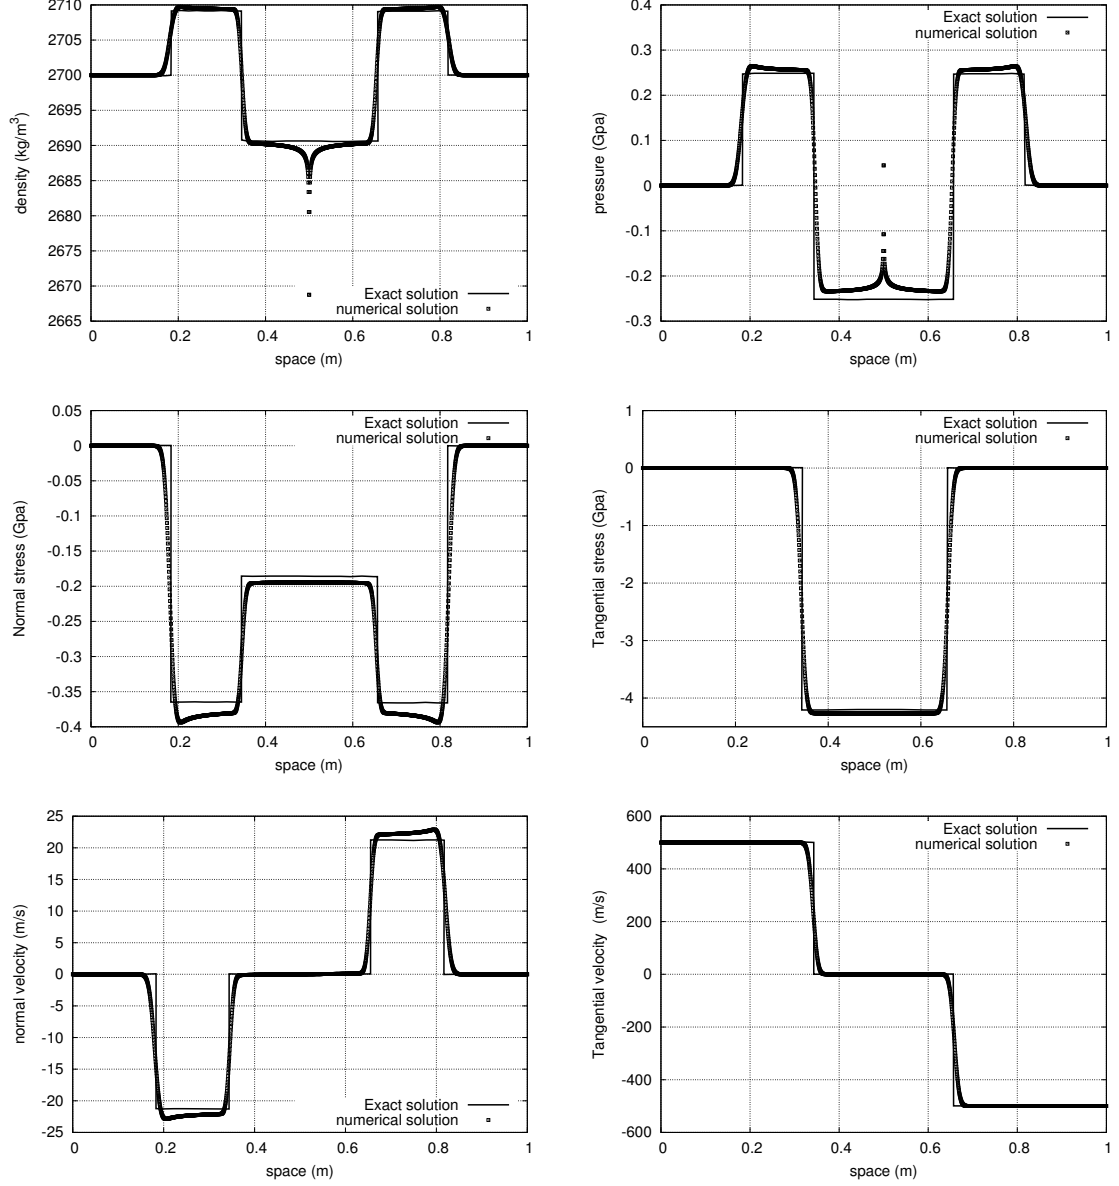 2710
2705
2700
2695
2690
2685
2680
2675
2670
2665
0 0.2 0.4 0.6 0.8 1
density (kg/m³)
space (m)
Exact solution
numerical solution
0.4
0.3
0.2
0.1
0
-0.1
-0.2
-0.3
0 0.2 0.4 0.6 0.8 1
pressure (Gpa)
space (m)
Exact solution
numerical solution
0.05
0
-0.05
-0.1
-0.15
-0.2
-0.25
-0.3
-0.35
-0.4
0 0.2 0.4 0.6 0.8 1
Normal stress (Gpa)
space (m)
Exact solution
numerical solution
1
0
-1
-2
-3
-4
0 0.2 0.4 0.6 0.8 1
Tangential stress (Gpa)
space (m)
Exact solution
numerical solution
25
20
15
10
5
0
-5
-10
-15
-20
-25
0 0.2 0.4 0.6 0.8 1
normal velocity (m/s)
space (m)
Exact solution
numerical solution
600
400
200
0
-200
-400
-600
0 0.2 0.4 0.6 0.8 1
Tangential velocity (m/s)
space (m)
Exact solution
numerical solution